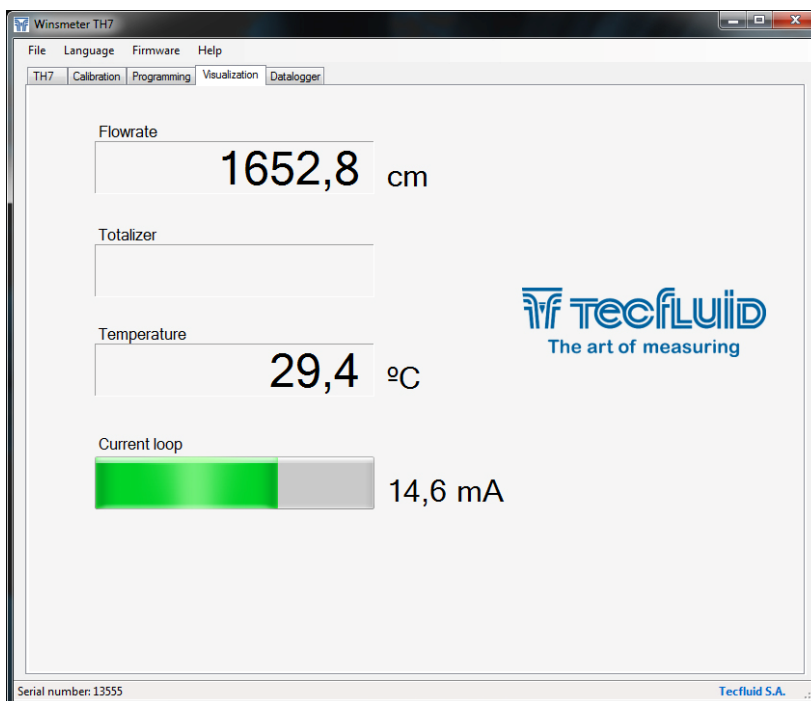 Winsmeter TH7
File Language Firmware Help
TH7 Calibration Programming Visualization Datalogger
Flowrate
1652,8 cm
Totalizer
Temperature
29,4 ºC
Current loop
14,6 mA
TECFLUID
The art of measuring
Serial number: 13555 Tecfluid S.A.